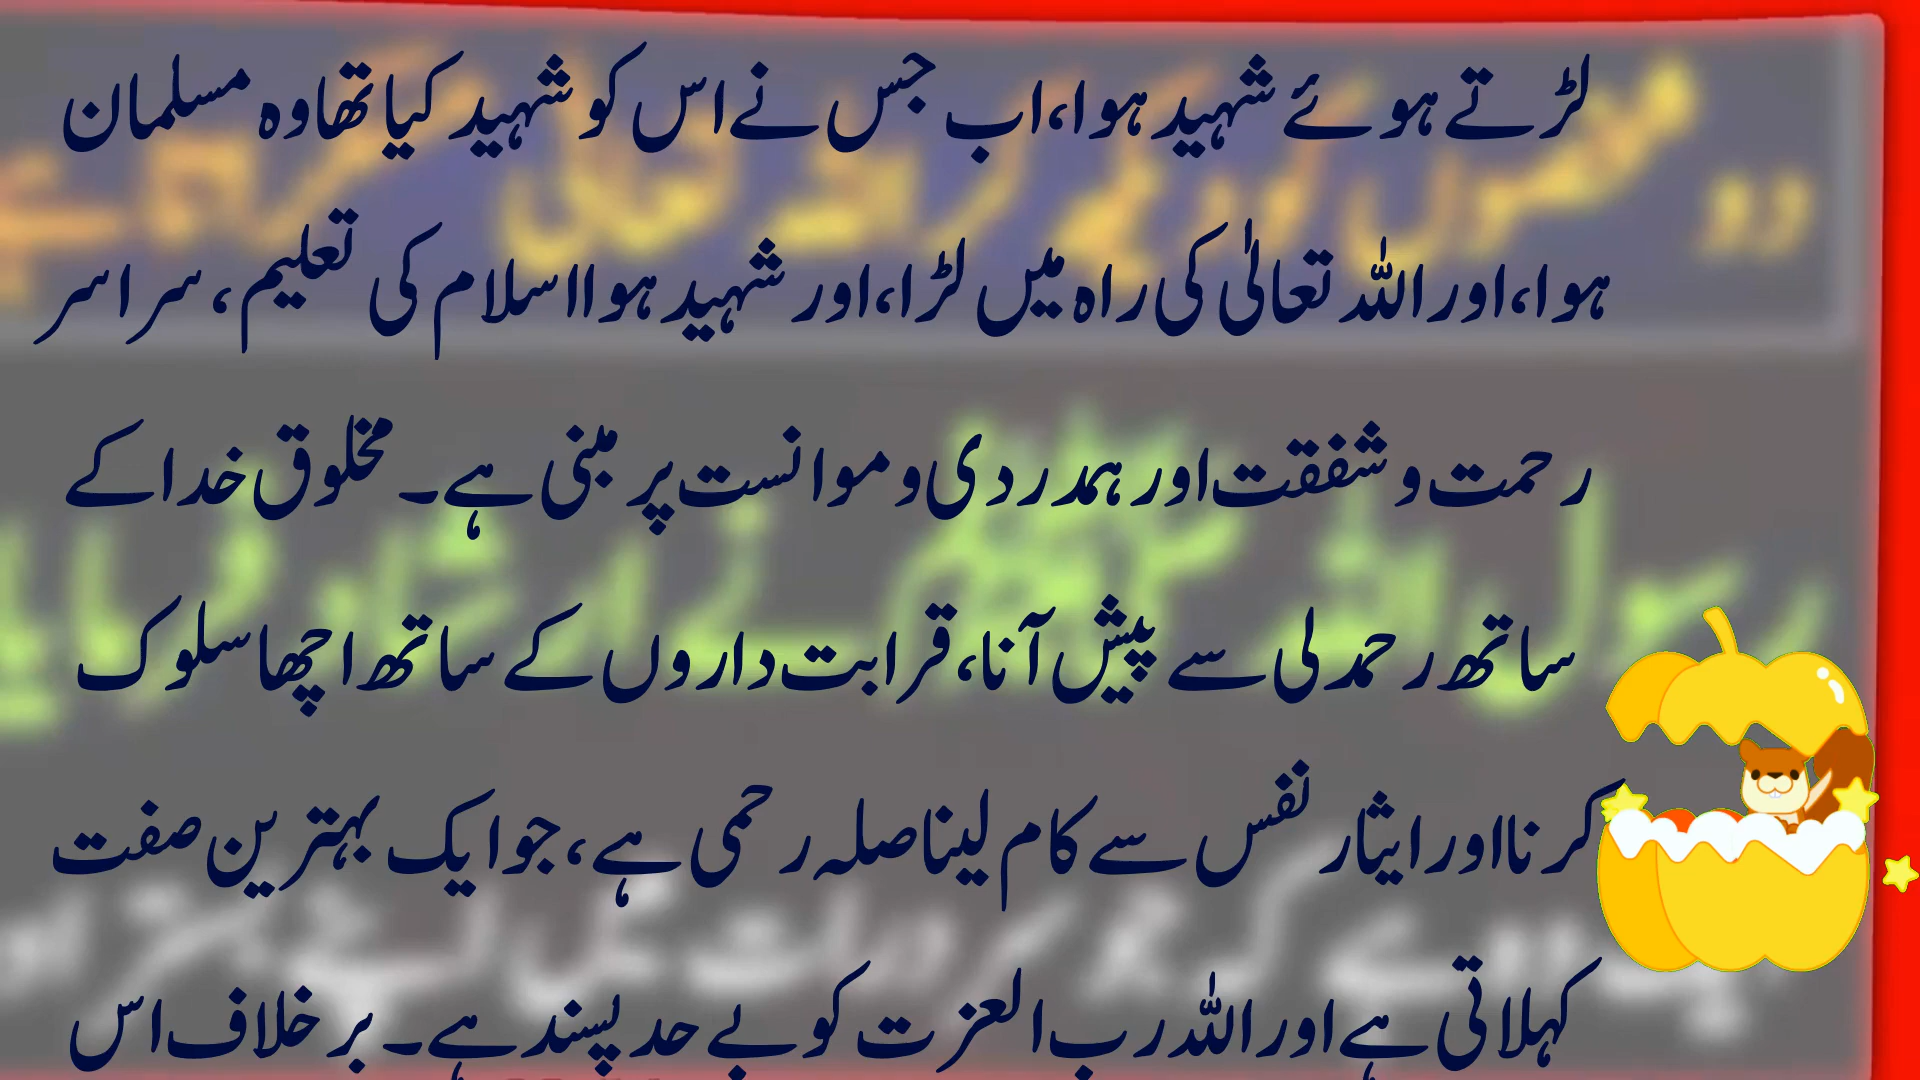 لڑتے ہوئے شہید ہوا،اب جس نے اس کو شہید کیا تھا وہ مسلمان
ہوا،اور اللہ تعالٰی کی راہ میں لڑا،اور شہید ہوا اسلام کی تعلیم، سراسر
رحمت و شفقت اور ہمدردی و موانست پر مبنی ہے۔ مخلوق خدا کے
ساتھ رحمدلی سے پیش آنا، قرابت داروں کے ساتھ اچھا سلوک
کرنا اور ایثار نفس سے کام لینا صلہ رحمی ہے، جو ایک بہترین صفت
کہلاتی ہے اور اللہ رب العزت کو بے حد پسند ہے۔ برخلاف اس